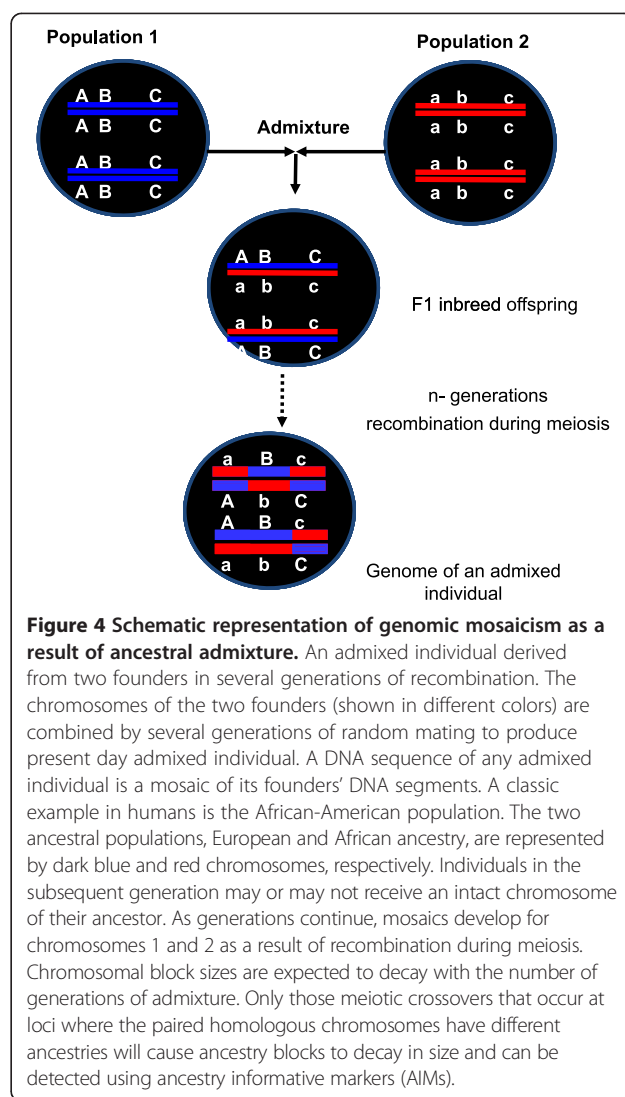 Population 1
Population 2
A B C
A B C
A B C
A B C
a b c
a b c
a b c
a b c
Admixture
A B C
a b c
a b c
A B C
F1 inbreed offspring
n- generations
recombination during meiosis
a B c
A b C
A B c
a b C
Genome of an admixed
individual
Figure 4 Schematic representation of genomic mosaicism as a
result of ancestral admixture. An admixed individual derived
from two founders in several generations of recombination. The
chromosomes of the two founders (shown in different colors) are
combined by several generations of random mating to produce
present day admixed individual. A DNA sequence of any admixed
individual is a mosaic of its founders' DNA segments. A classic
example in humans is the African-American population. The two
ancestral populations, European and African ancestry, are represented
by dark blue and red chromosomes, respectively. Individuals in the
subsequent generation may or may not receive an intact chromosome
of their ancestor. As generations continue, mosaics develop for
chromosomes 1 and 2 as a result of recombination during meiosis.
Chromosomal block sizes are expected to decay with the number of
generations of admixture. Only those meiotic crossovers that occur at
loci where the paired homologous chromosomes have different
ancestries will cause ancestry blocks to decay in size and can be
detected using ancestry informative markers (AIMs).